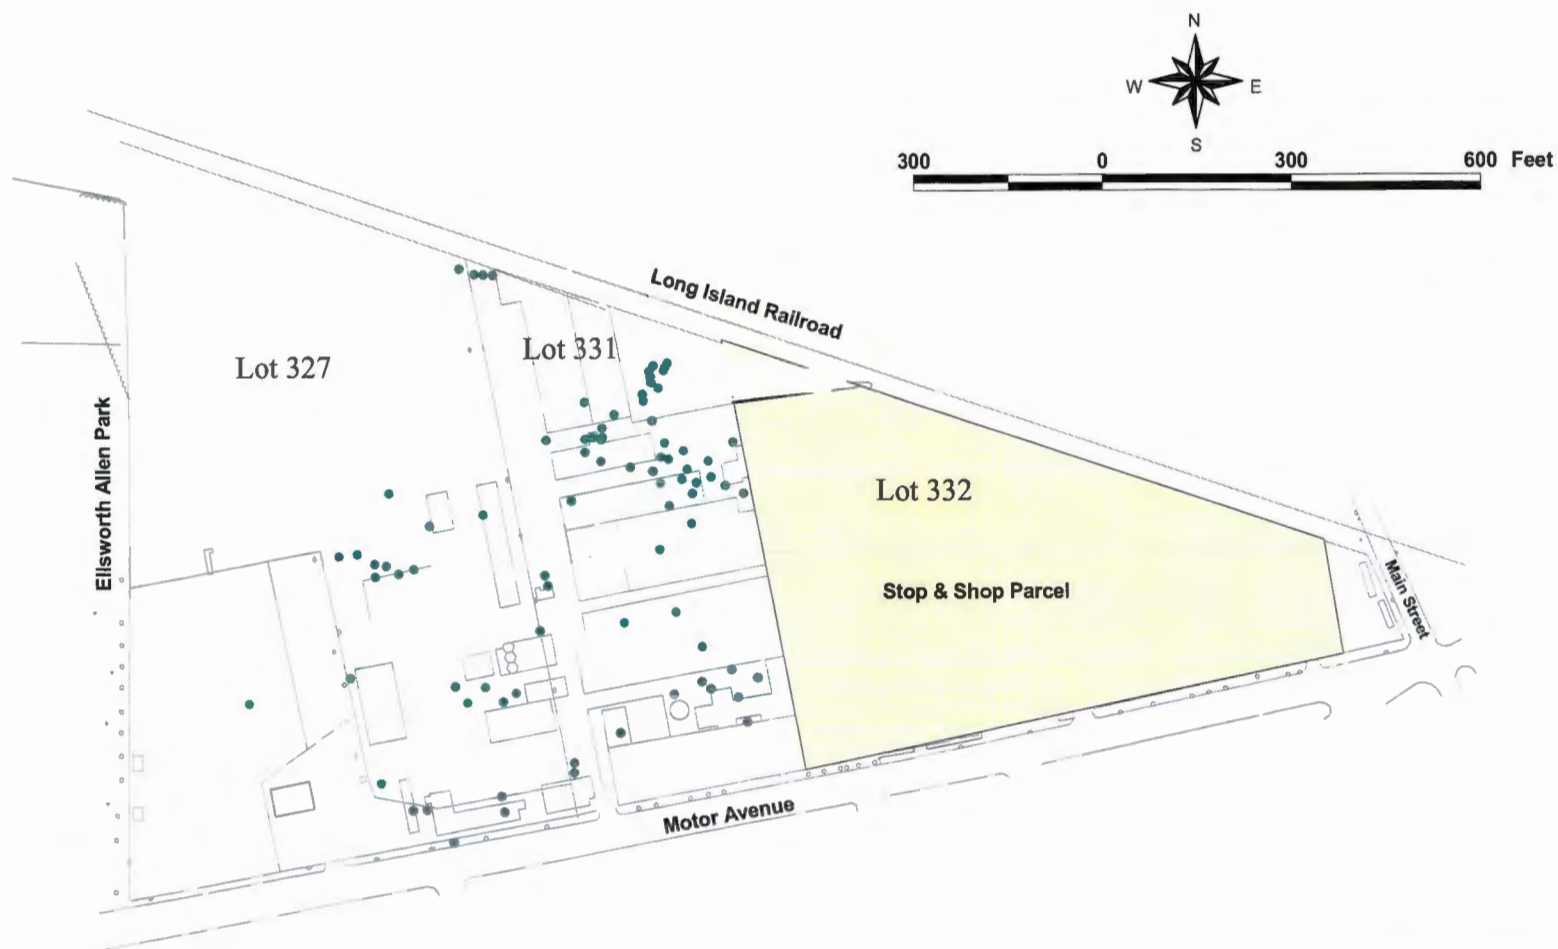 N
W E
S
300 0 300 600 Feet
Long Island Railroad
Lot 331
Lot 327
Ellsworth Allen Park
Lot 332
Stop & Shop Parcel
Main Street
Motor Avenue